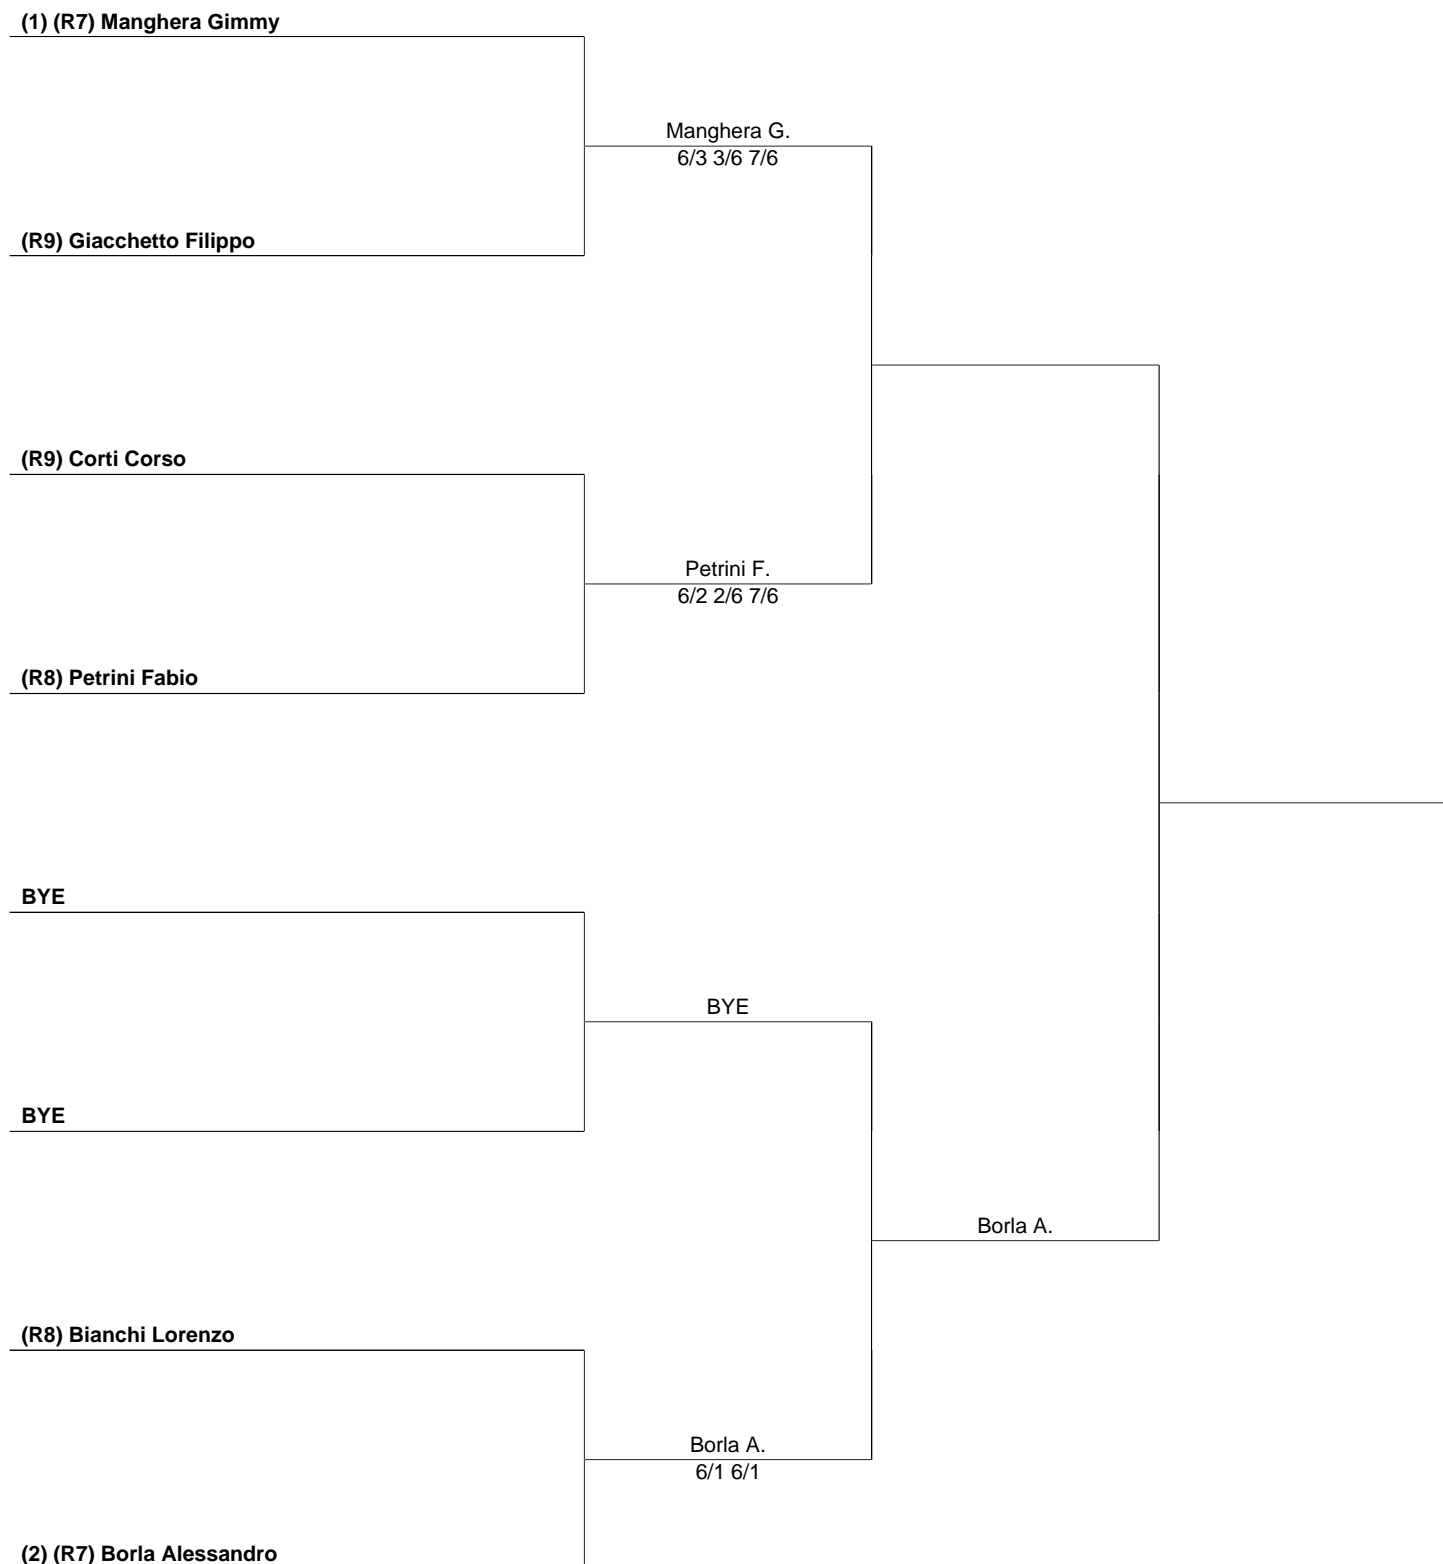 (1) (R7) Manghera Gimmy
Manghera G.
6/3 3/6 7/6
(R9) Giacchetto Filippo
(R9) Corti Corso
Petrini F.
6/2 2/6 7/6
(R8) Petrini Fabio
BYE
BYE
BYE
Borla A.
(R8) Bianchi Lorenzo
Borla A.
6/1 6/1
(2) (R7) Borla Alessandro